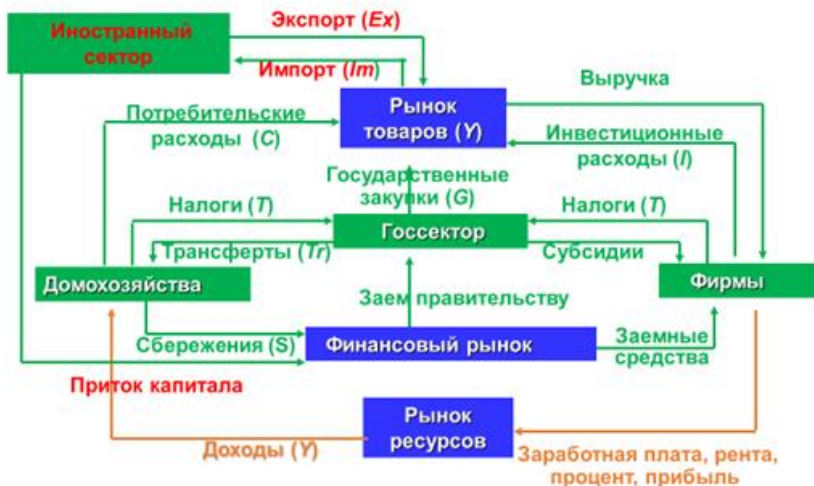 Экспорт (Ex)
Иностранный
сектор
Импорт (Im)
Выручка
Рынок
товаров (Y)
Потребительские
расходы (C)
Инвестиционные
расходы (I)
Государственные
закупки (G)
Налоги (T)
Налоги (T)
Госсектор
Трансферты (Tr)
Субсидии
Домохозяйства
Фирмы
Заем правительству
Сбережения (S)
Финансовый рынок
Заемные
средства
Приток капитала
Рынок
ресурсов
Доходы (Y)
Заработная плата, рента,
процент, прибыль